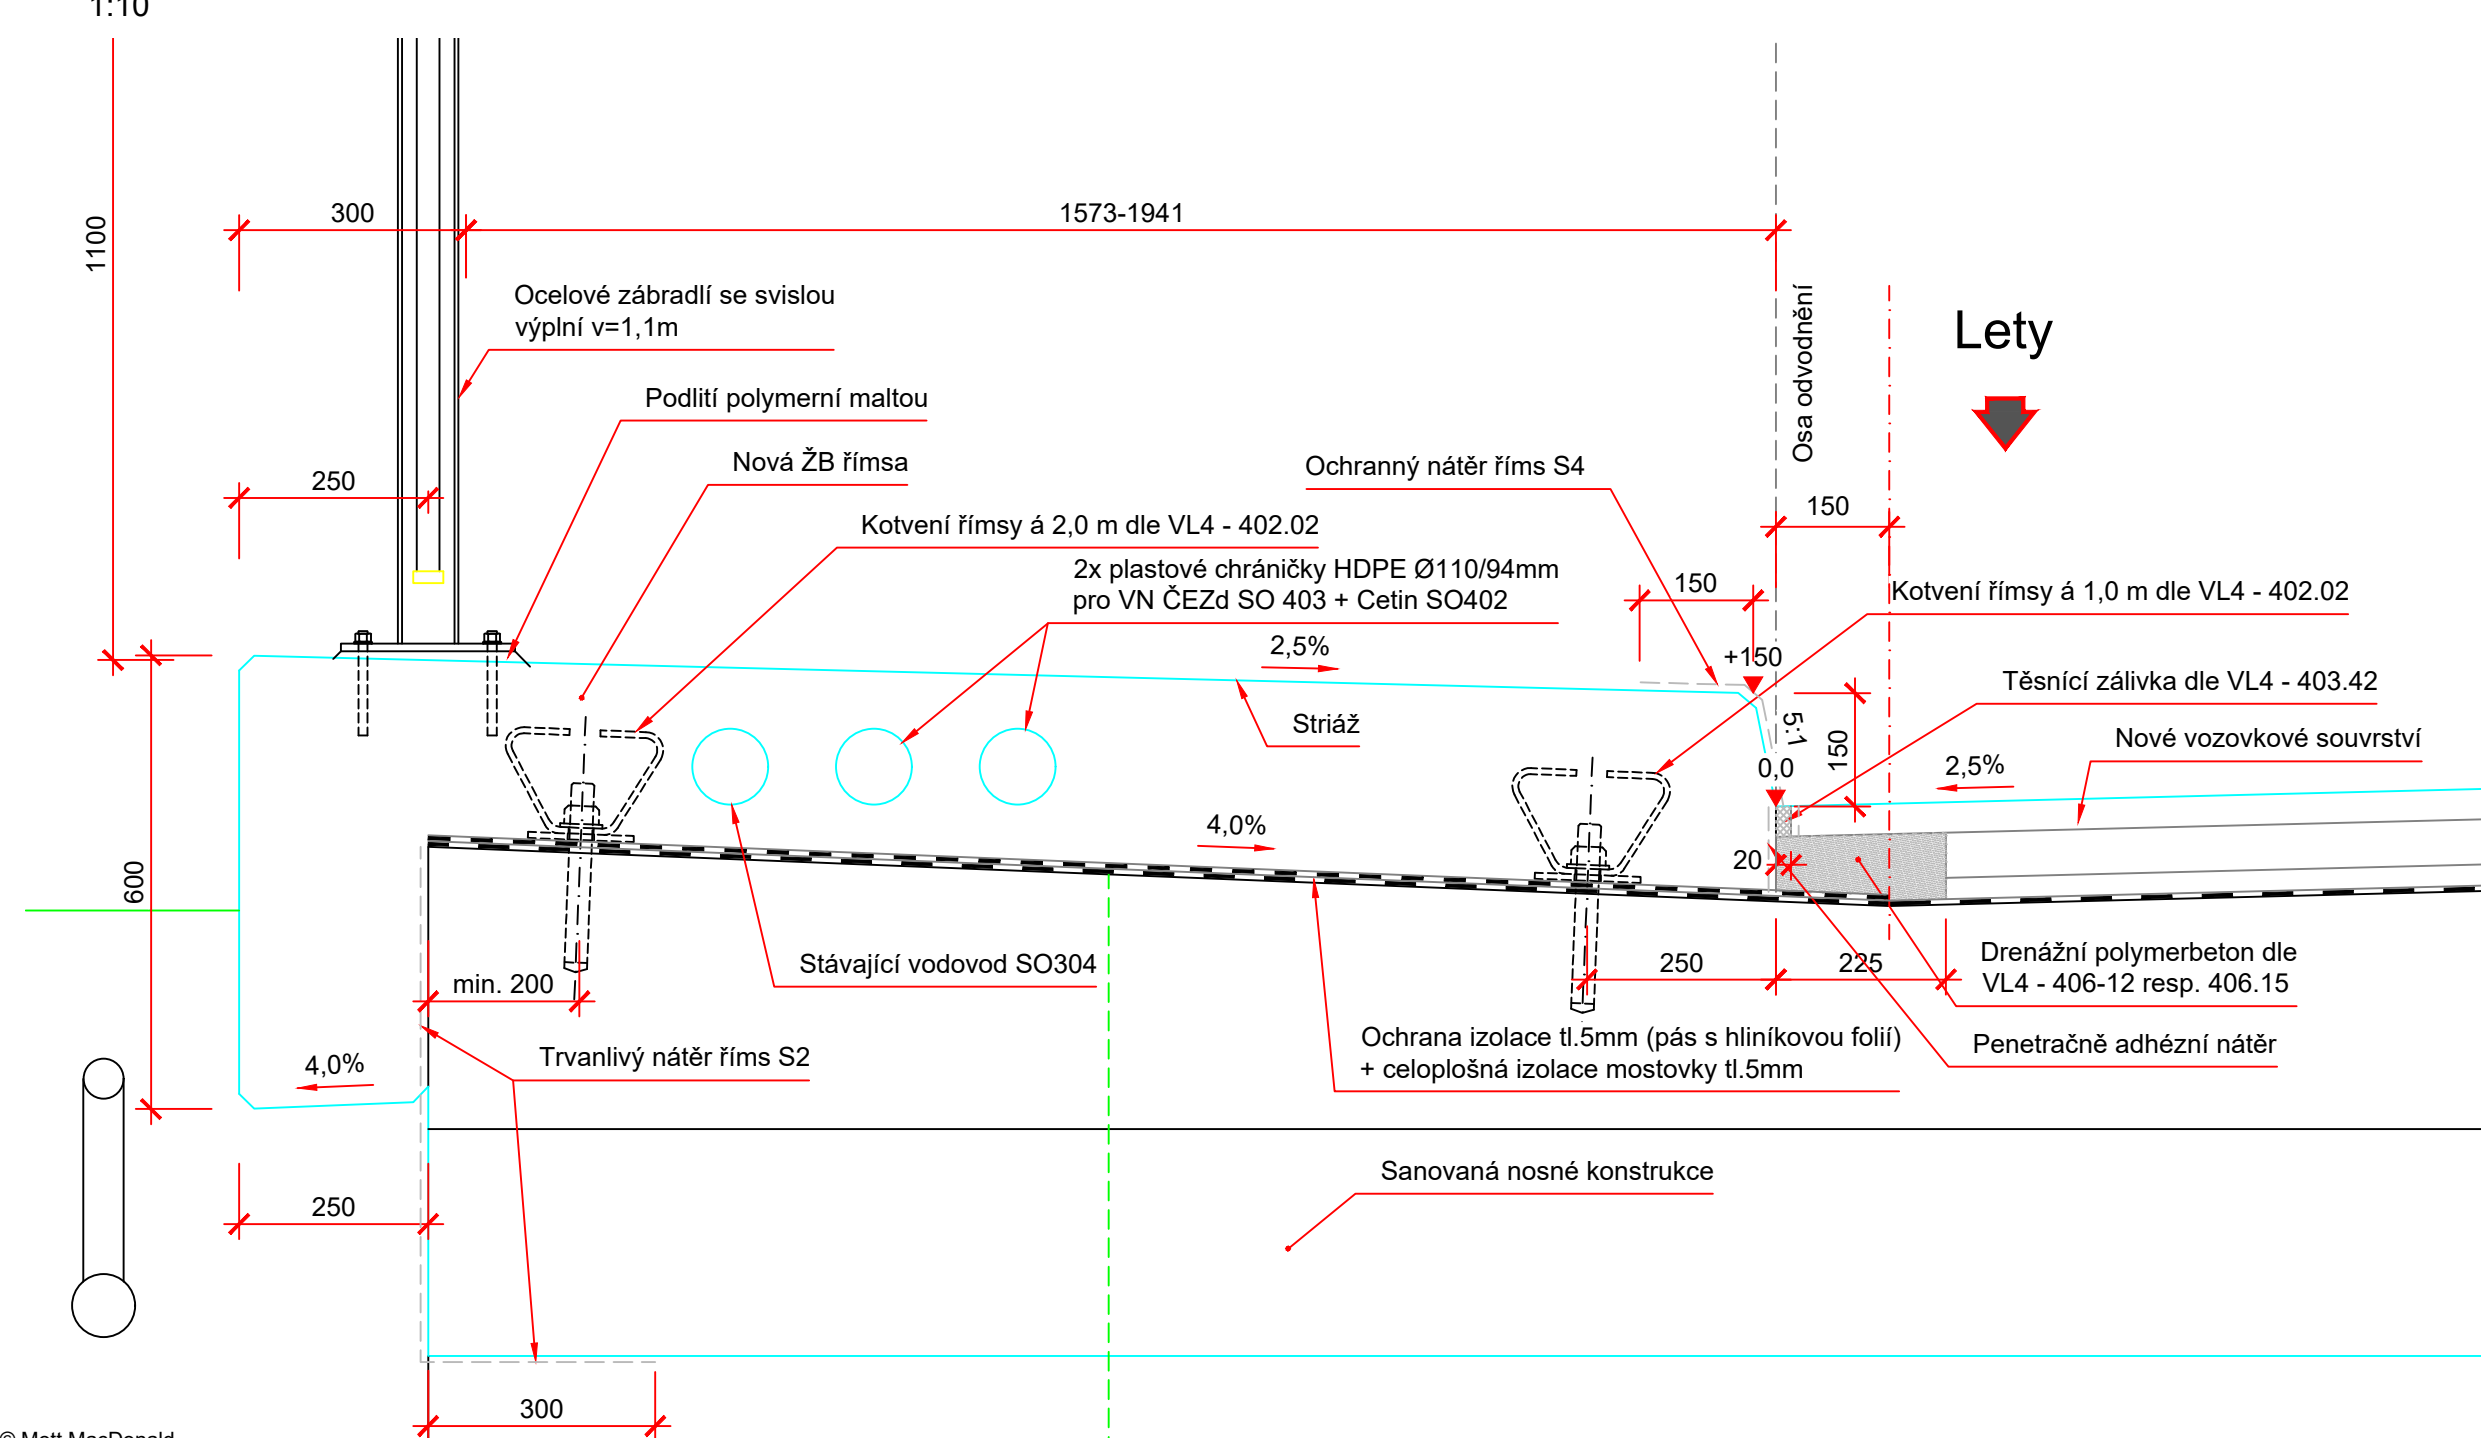 1:10
1100
300
1573-1941
Ocelové zábradlí se svislou
výplní v=1,1m
Osa odvodnění
Lety
Podlití polymerní maltou
Nová ŽB římsa
Ochranný nátěr říms S4
250
150
Kotvení římsy á 2,0 m dle VL4 - 402.02
2x plastové chráničky HDPE Ø110/94mm
pro VN ČEZd SO 403 + Cetin SO402
150
Kotvení římsy á 1,0 m dle VL4 - 402.02
2,5%
+150
Těsnící zálivka dle VL4 - 403.42
Striáž
5:1
150
Nové vozovkové souvrství
0,0
2,5%
4,0%
20
600
Stávající vodovod SO304
250
225
Drenážní polymerbeton dle
VL4 - 406-12 resp. 406.15
min. 200
Ochrana izolace tl.5mm (pás s hliníkovou folií)
+ celoplošná izolace mostovky tl.5mm
Penetračně adhézní nátěr
Trvanlivý nátěr říms S2
4,0%
Sanovaná nosné konstrukce
250
300
© Mott MacDonald